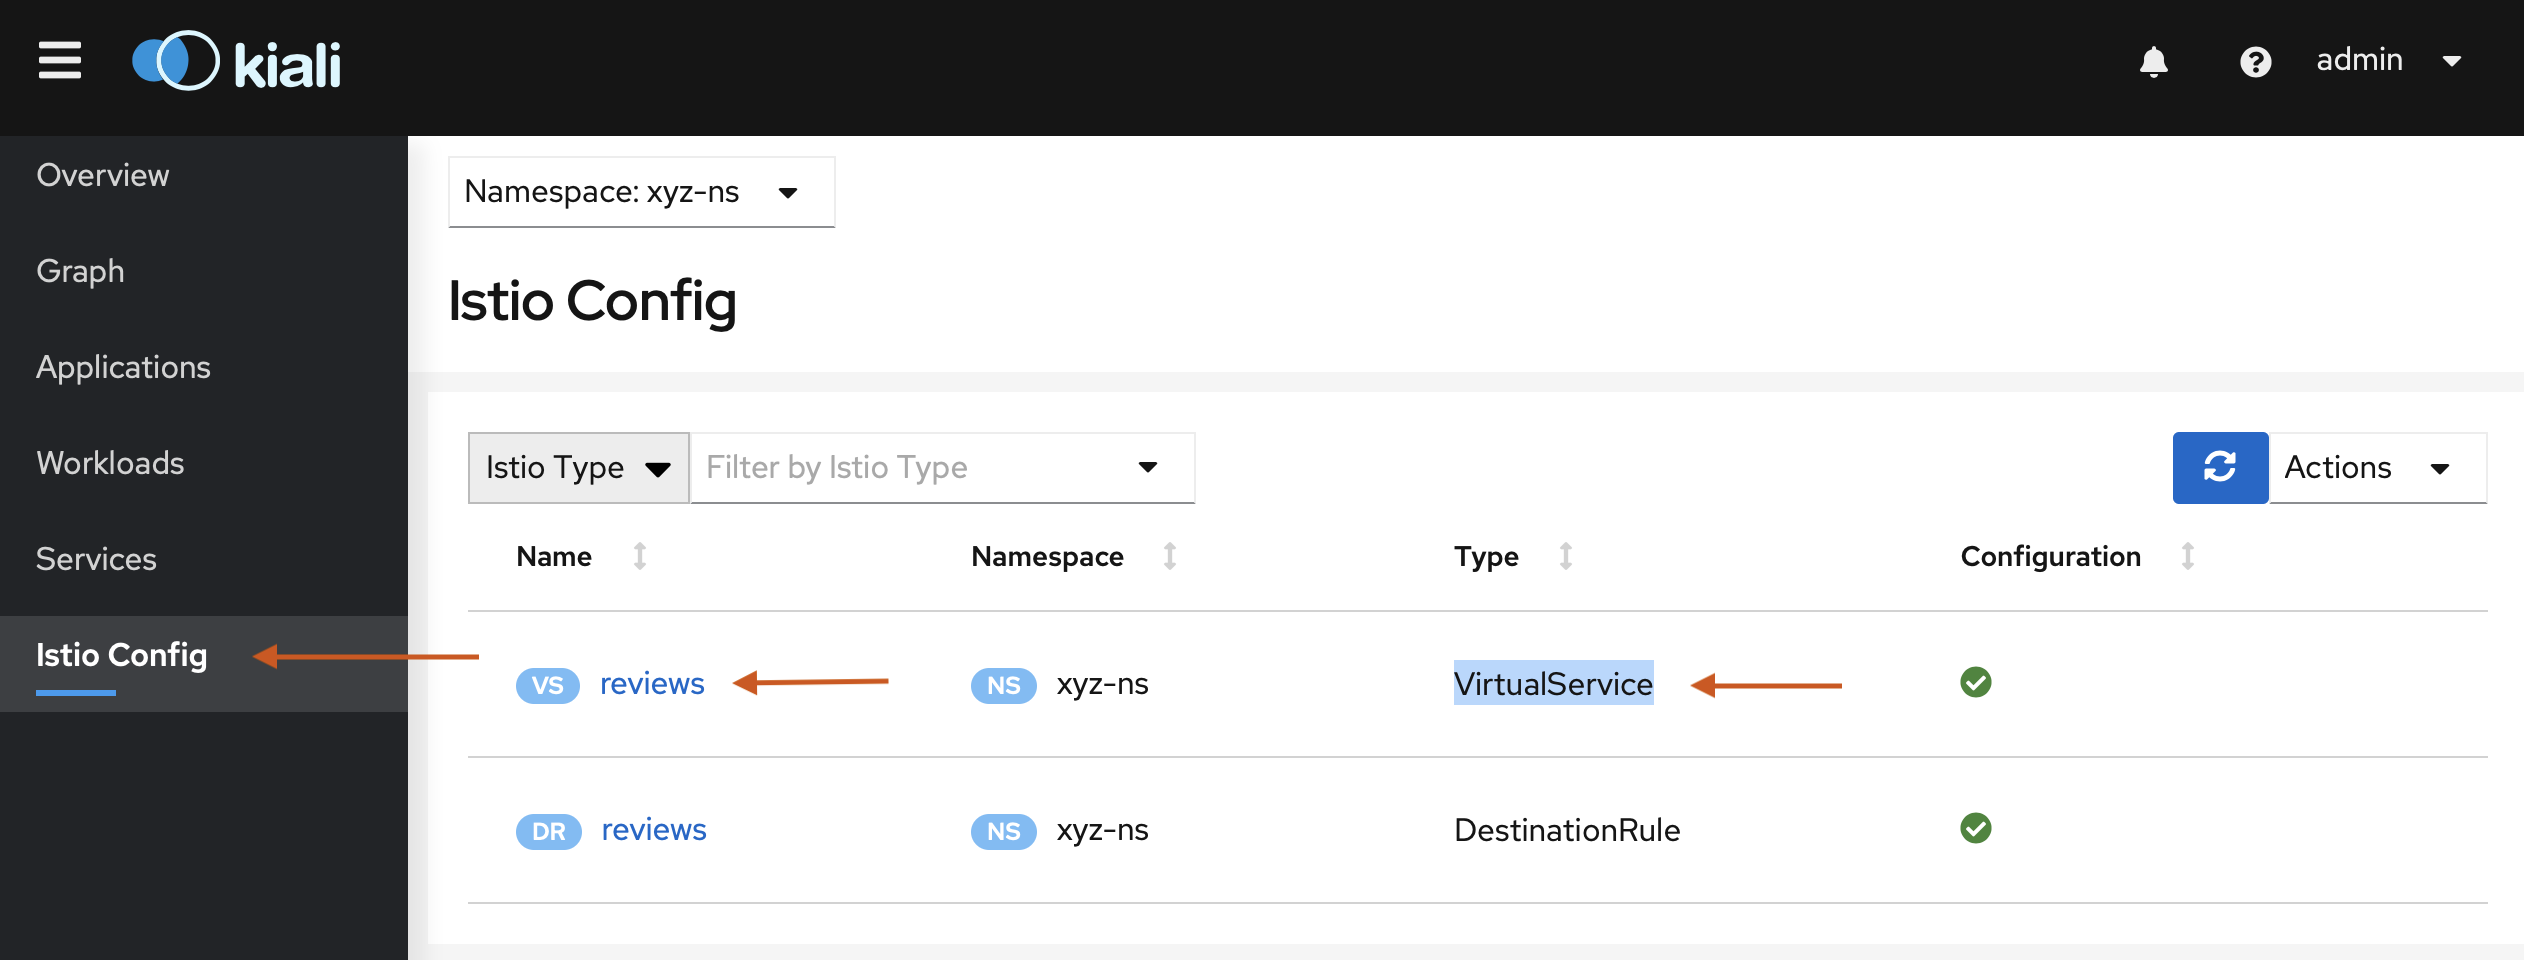 kiali
admin
Overview
Graph
Applications
Workloads
Services
Istio Config
Namespace: xyz-ns
Istio Config
Istio Type Filter by Istio Type Actions
Name Namespace Type Configuration
VS reviews NS xyz-ns VirtualService
DR reviews NS xyz-ns DestinationRule